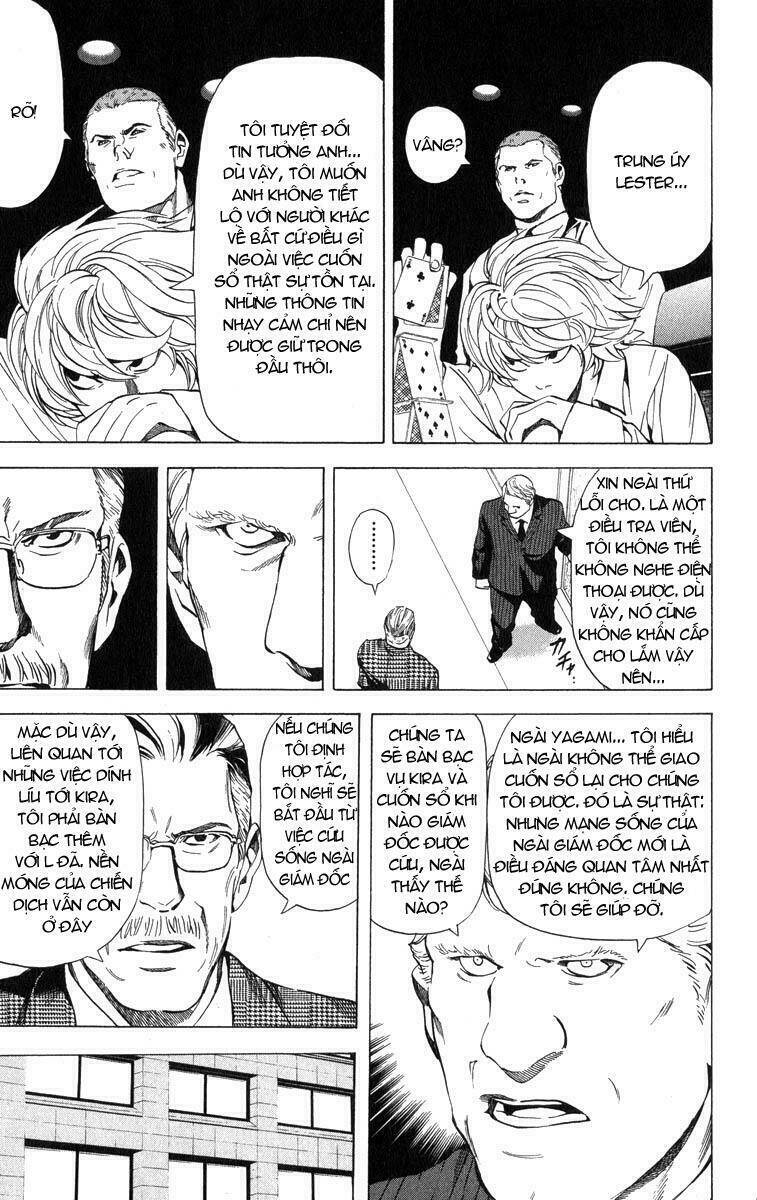 TRUNG ÚY
LESTER...
VÂNG?
TÔI TUYỆT ĐỐI
TIN TƯỞNG ANH...
DÙ VẬY, TÔI MUỐN
ANH KHÔNG TIẾT
LỘ VỚI NGƯỜI KHÁC
VỀ BẤT CỨ ĐIỀU GÌ
NGOÀI VIỆC CUỐN
SỔ THẬT SỰ TỒN TẠI.
NHỮNG THÔNG TIN
NHẠY CẢM CHỈ NÊN
ĐƯỢC GIỮ TRONG
ĐẦU THÔI.
RÕ!
XIN NGÀI THỨ
LỖI CHO. LÀ MỘT
ĐIỀU TRA VIÊN,
TÔI KHÔNG THỂ
KHÔNG NGHE ĐIỆN
THOẠI ĐƯỢC. DÙ
VẬY, NÓ CŨNG
KHÔNG KHẨN CẤP
CHO LẮM VẬY
NÊN...
........
NGÀI YAGAMI... TÔI HIỂU
LÀ NGÀI KHÔNG THỂ GIAO
CUỐN SỔ LẠI CHO CHÚNG
TÔI ĐƯỢC. ĐÓ LÀ SỰ THẬT:
NHƯNG MẠNG SỐNG CỦA
NGÀI GIÁM ĐỐC MỚI LÀ
ĐIỀU ĐÁNG QUAN TÂM NHẤT
ĐÚNG KHÔNG. CHÚNG
TÔI SẼ GIÚP ĐỠ.
CHÚNG TA
SẼ BÀN BẠC
VỤ KIRA VÀ
CUỐN SỔ KHI
NÀO GIÁM
ĐỐC ĐƯỢC
CỨU, NGÀI
THẤY THẾ
NÀO?
NẾU CHÚNG
TÔI ĐỊNH
HỢP TÁC,
TÔI NGHĨ SẼ
BẮT ĐẦU TỪ
VIỆC CỨU
SỐNG NGÀI
GIÁM ĐỐC
MẶC DÙ VẬY,
LIÊN QUAN TỚI
NHỮNG VIỆC DÍNH
LÍU TỚI KIRA,
TÔI PHẢI BÀN
BẠC THÊM
VỚI L ĐÃ. NỀN
MÓNG CỦA CHIẾN
DỊCH VẪN CÒN
Ở ĐÂY